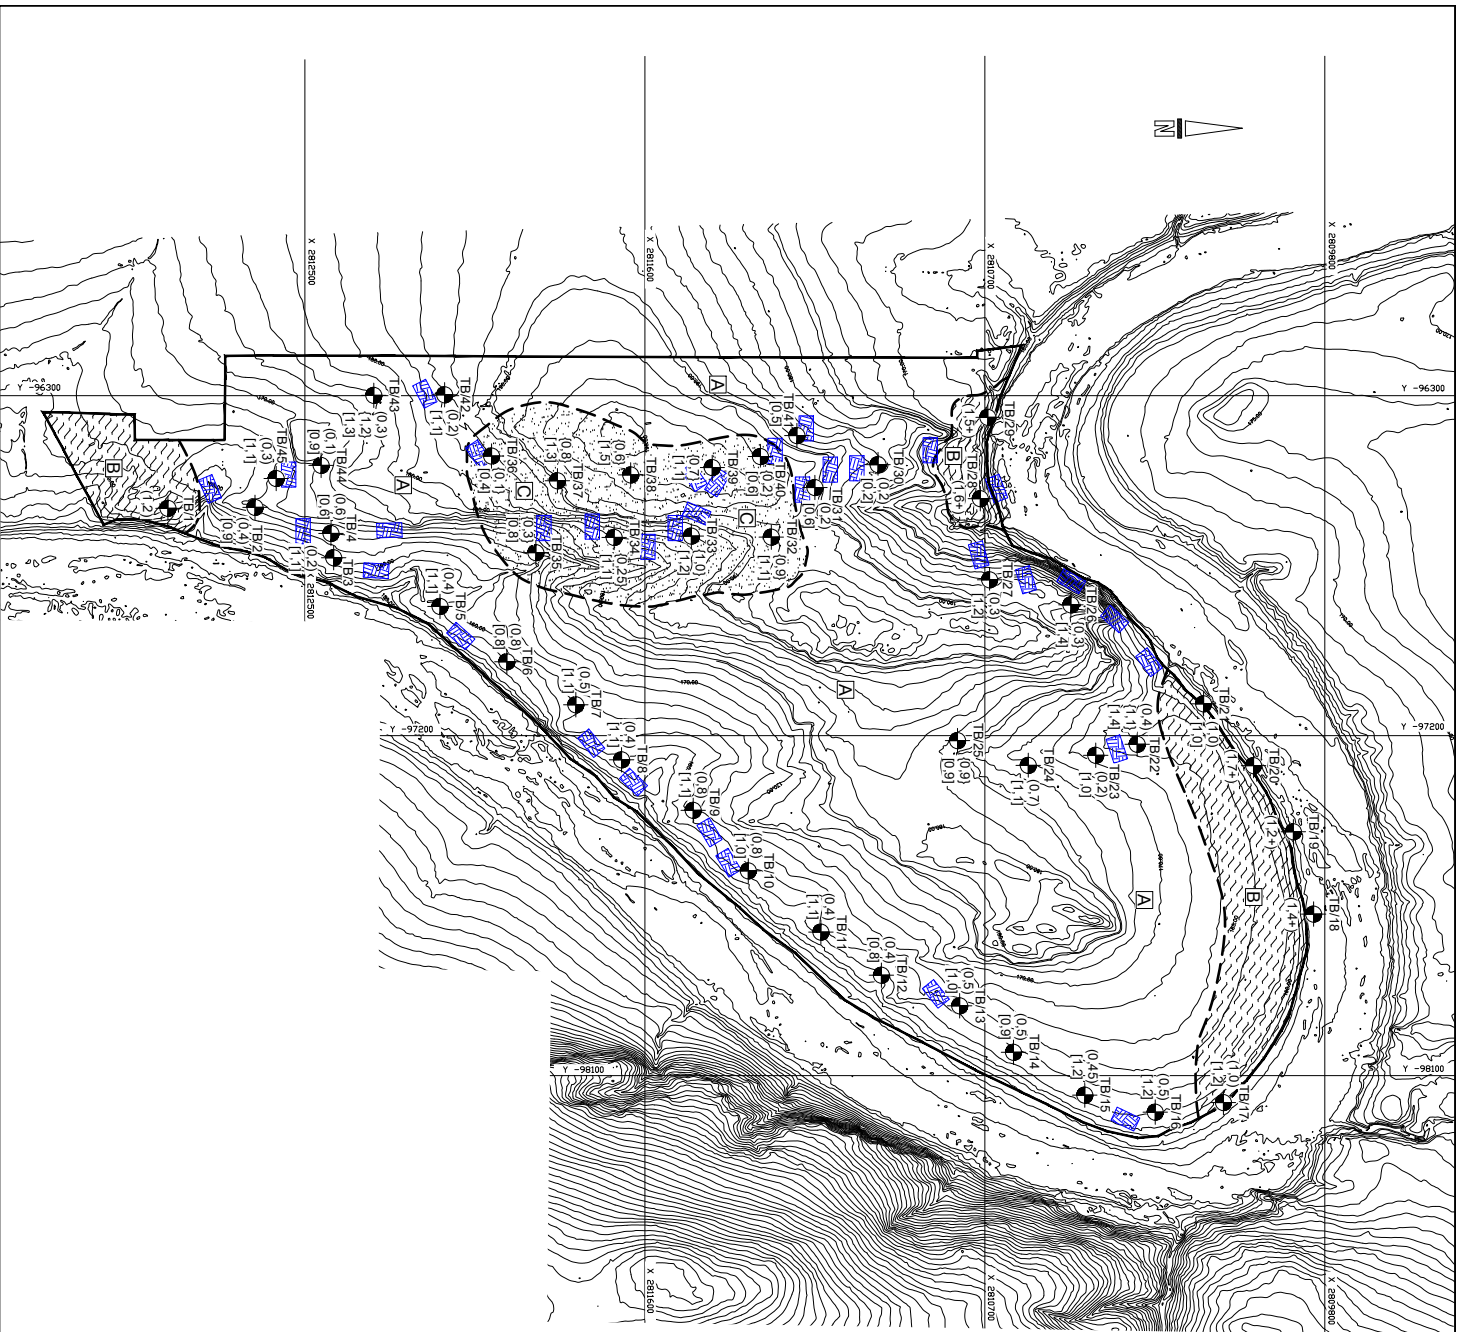 N
X 2812500
X 2811600
X 2810700
X 2809800
Y -96300
Y -96300
Y -97200
Y -97200
Y -98100
Y -98100
X 2812500
X 2811600
X 2810700
X 2809800
A
A
A
A
B
B
B
C
C
TB/1
[1,2]
TB/2
(0,4)
[0,9]
TB/3
(0,2)
[1,1]
TB/4
(0,6)
[0,6]
TB/5
(0,4)
[1,1]
TB/6
(0,8)
[0,8]
TB/7
(0,5)
[1,1]
TB/8
(0,4)
[1,1]
TB/9
(0,8)
[1,1]
TB/10
(0,8)
[1,0]
TB/11
(0,4)
[1,1]
TB/12
(0,4)
[0,8]
TB/13
(0,5)
[1,0]
TB/14
(0,5)
[0,9]
TB/15
(0,45)
[1,2]
TB/16
(0,5)
[1,2]
TB/17
(1,0)
[1,2]
TB/18
(1,4+)
TB/19
(1,2+)
TB/20
(1,7+)
TB/21
(1,0)
[1,0]
TB/22
(0,4)
[1,1]
[1,4]
TB/23
(0,2)
[1,0]
TB/24
(0,7)
[1,1]
TB/25
(0,9)
[0,9]
TB/26
(0,3)
[1,4]
TB/27
(0,3)
[1,2]
TB/28
(1,6+)
TB/29
(1,5+)
TB/30
(0,2)
[0,2]
TB/31
(0,2)
[0,6]
TB/32
(0,9)
[1,1]
TB/33
(1,0)
[1,2]
TB/34
(0,25)
[1,1]
TB/35
(0,3)
[0,8]
TB/36
(0,1)
[0,4]
TB/37
(0,8)
[1,3]
TB/38
(0,6)
[1,5]
TB/39
(0,7)
[1,1]
TB/40
(0,2)
[0,6]
TB/41
[0,5]
TB/42
(0,2)
[1,1]
TB/43
(0,3)
[1,2]
[1,3]
TB/44
(0,1)
[0,9]
TB/45
(0,3)
[1,1]